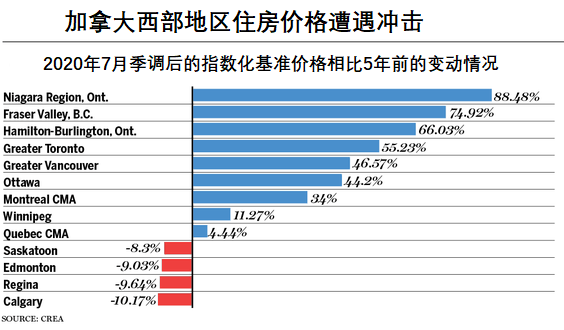 加拿大西部地区住房价格遭遇冲击
2020年7月季调后的指数化基准价格相比5年前的变动情况
Niagara Region, Ont. 88.48%
Fraser Valley, B.C. 74.92%
Hamilton-Burlington, Ont. 66.03%
Greater Toronto 55.23%
Greater Vancouver 46.57%
Ottawa 44.2%
Montreal CMA 34%
Winnipeg 11.27%
Quebec CMA 4.44%
Saskatoon -8.3%
Edmonton -9.03%
Regina -9.64%
Calgary -10.17%
SOURCE: CREA